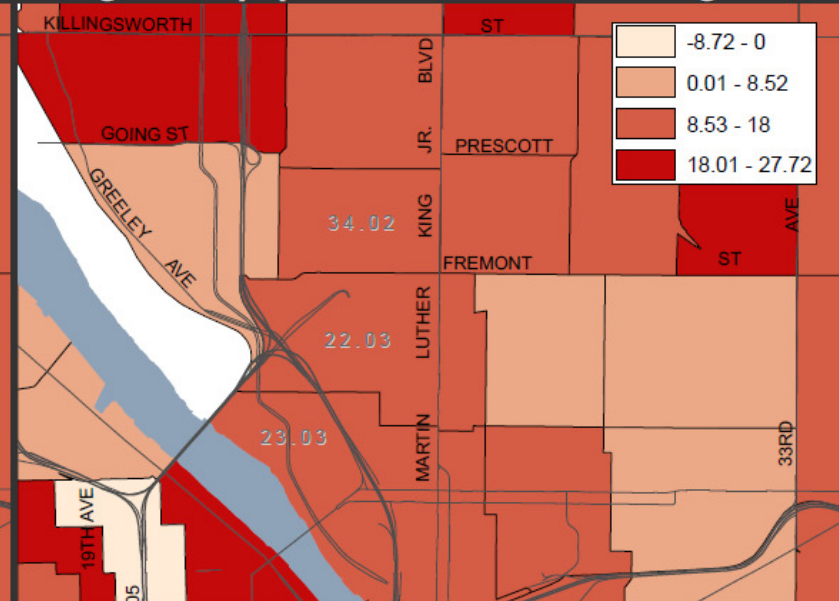 KILLINGSWORTH
ST
BLVD
-8.72 - 0
0.01 - 8.52
8.53 - 18
18.01 - 27.72
GOING ST
JR.
PRESCOTT
GREELEY
AVE
34.02
KING
AVE
FREMONT
ST
LUTHER
22.03
MARTIN
23.03
33RD
19TH AVE
05